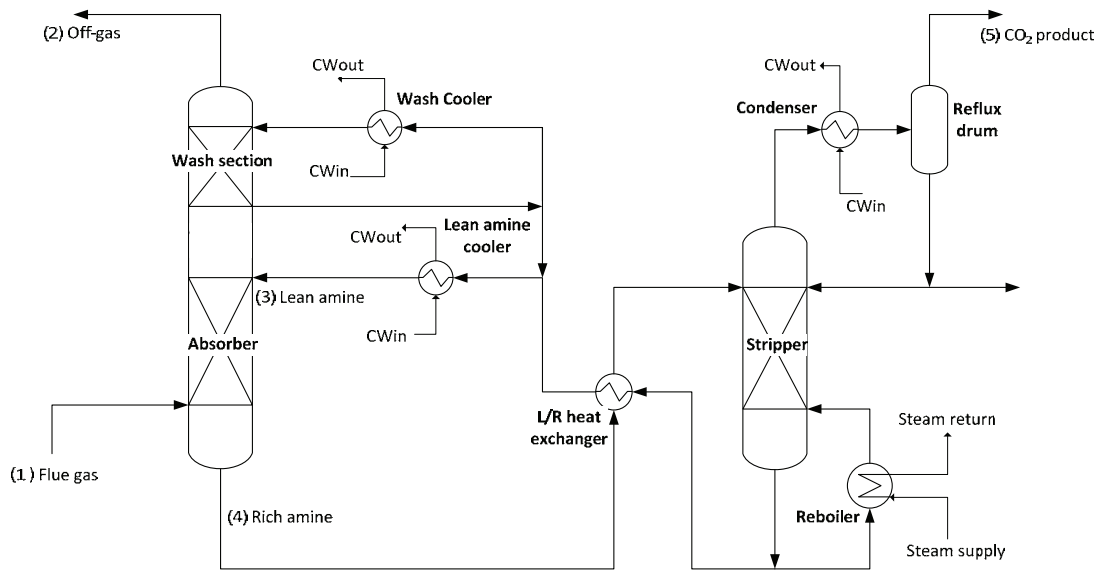 (2) Off-gas
(5) CO₂ product
CWout
Wash Cooler
CWin
Wash section
CWout
Condenser
Reflux
drum
CWin
CWout
Lean amine
cooler
(3) Lean amine
CWin
Absorber
Stripper
L/R heat
exchanger
(1) Flue gas
(4) Rich amine
Steam return
Reboiler
Steam supply